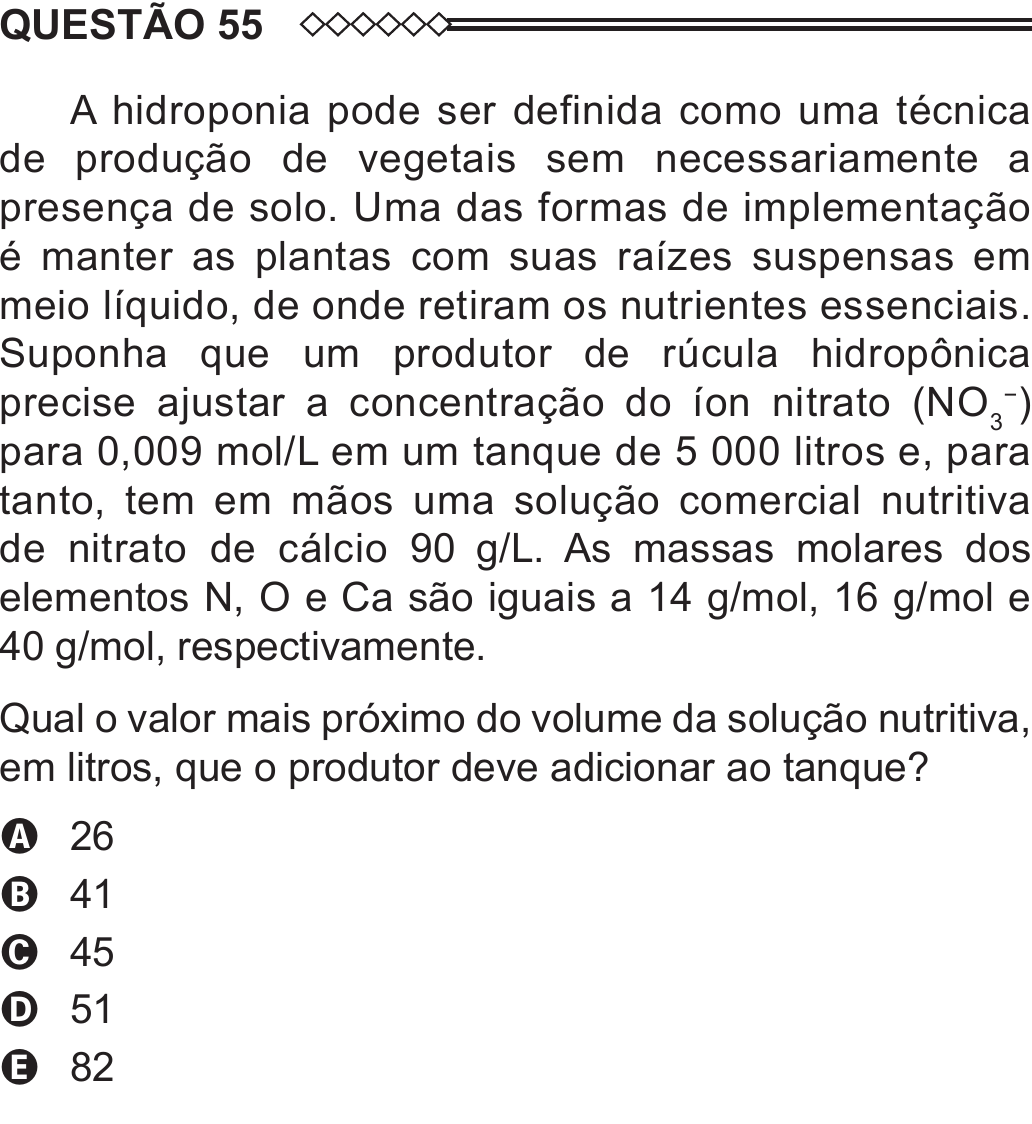 QUESTÃO 55
A hidroponia pode ser definida como uma técnica
de produção de vegetais sem necessariamente a
presença de solo. Uma das formas de implementação
é manter as plantas com suas raízes suspensas em
meio líquido, de onde retiram os nutrientes essenciais.
Suponha que um produtor de rúcula hidropônica
precise ajustar a concentração do íon nitrato (NO₃⁻)
para 0,009 mol/L em um tanque de 5 000 litros e, para
tanto, tem em mãos uma solução comercial nutritiva
de nitrato de cálcio 90 g/L. As massas molares dos
elementos N, O e Ca são iguais a 14 g/mol, 16 g/mol e
40 g/mol, respectivamente.
Qual o valor mais próximo do volume da solução nutritiva,
em litros, que o produtor deve adicionar ao tanque?
A 26
B 41
C 45
D 51
E 82